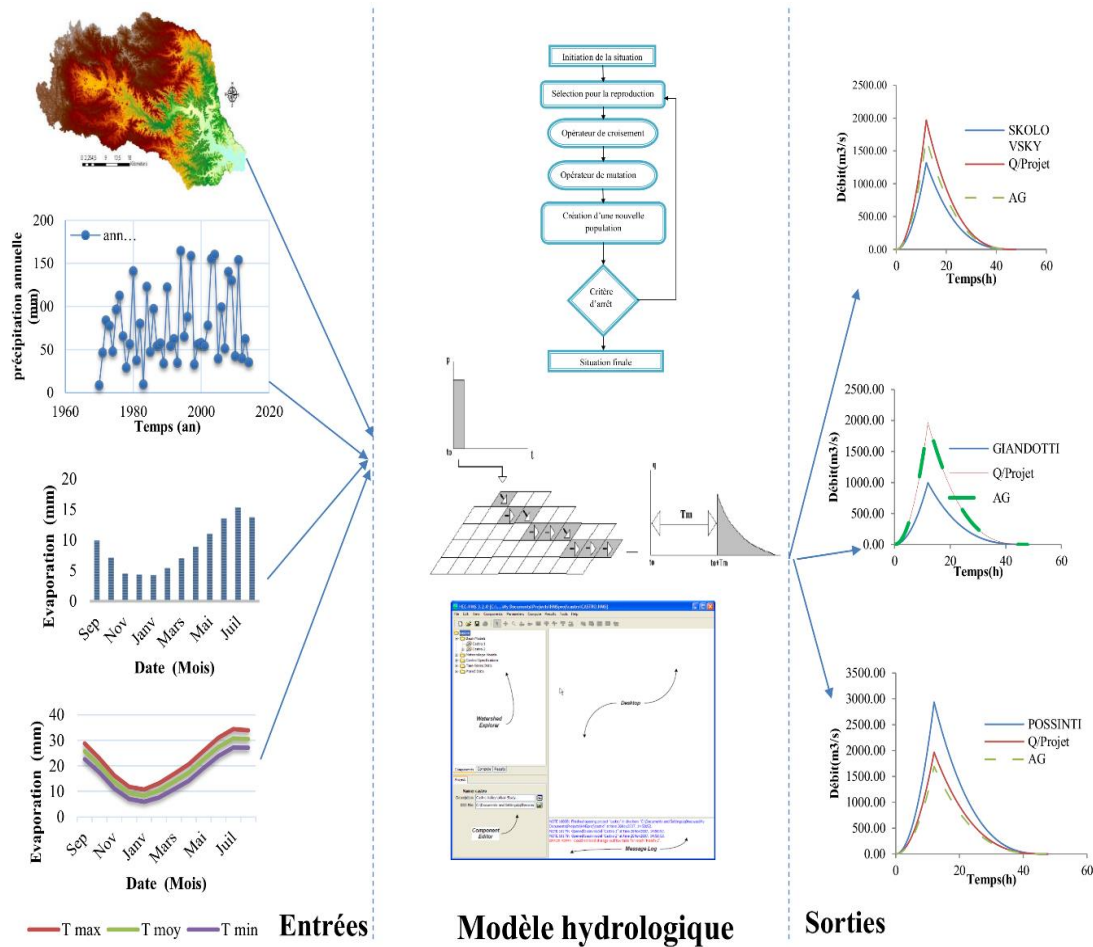 200
150
100
50
0
ann…
précipitation annuelle
(mm)
1960
1980
2000
2020
Temps (an)
20
15
10
5
0
Evaporation (mm)
Sep
Nov
Janv
Mars
Mai
Juil
Date (Mois)
40
30
20
10
0
Evaporation (mm)
Sep
Nov
Janv
Mars
Mai
Juil
Date (Mois)
T max
T moy
T min
Entrées
Initiation de la situation
Sélection pour la reproduction
Opérateur de croisement
Opérateur de mutation
Création d’une nouvelle
population
Critère
d’arrêt
Situation finale
P
to
t
q
Tm
to
to+Tm
Watershed
Explorer
Desktop
Component
Editor
Message Log
Modèle hydrologique
2500.00
2000.00
1500.00
1000.00
500.00
0.00
Débit(m3/s)
SKOLO
VSKY
Q/Projet
AG
0
20
40
60
Temps(h)
2500.00
2000.00
1500.00
1000.00
500.00
0.00
Débit(m3/s)
GIANDOTTI
Q/Projet
AG
0
20
40
60
Temps(h)
3500.00
3000.00
2500.00
2000.00
1500.00
1000.00
500.00
0.00
Débit(m3/s)
POSSINTI
Q/Projet
AG
0
20
40
60
Temps(h)
Sorties